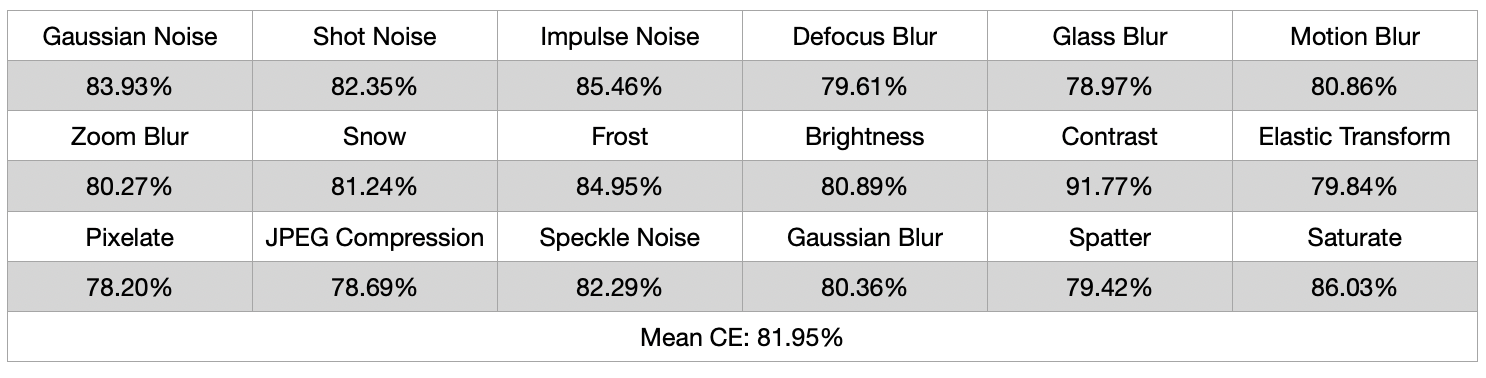 Gaussian Noise Shot Noise Impulse Noise Defocus Blur Glass Blur Motion Blur
83.93% 82.35% 85.46% 79.61% 78.97% 80.86%
Zoom Blur Snow Frost Brightness Contrast Elastic Transform
80.27% 81.24% 84.95% 80.89% 91.77% 79.84%
Pixelate JPEG Compression Speckle Noise Gaussian Blur Spatter Saturate
78.20% 78.69% 82.29% 80.36% 79.42% 86.03%
Mean CE: 81.95%